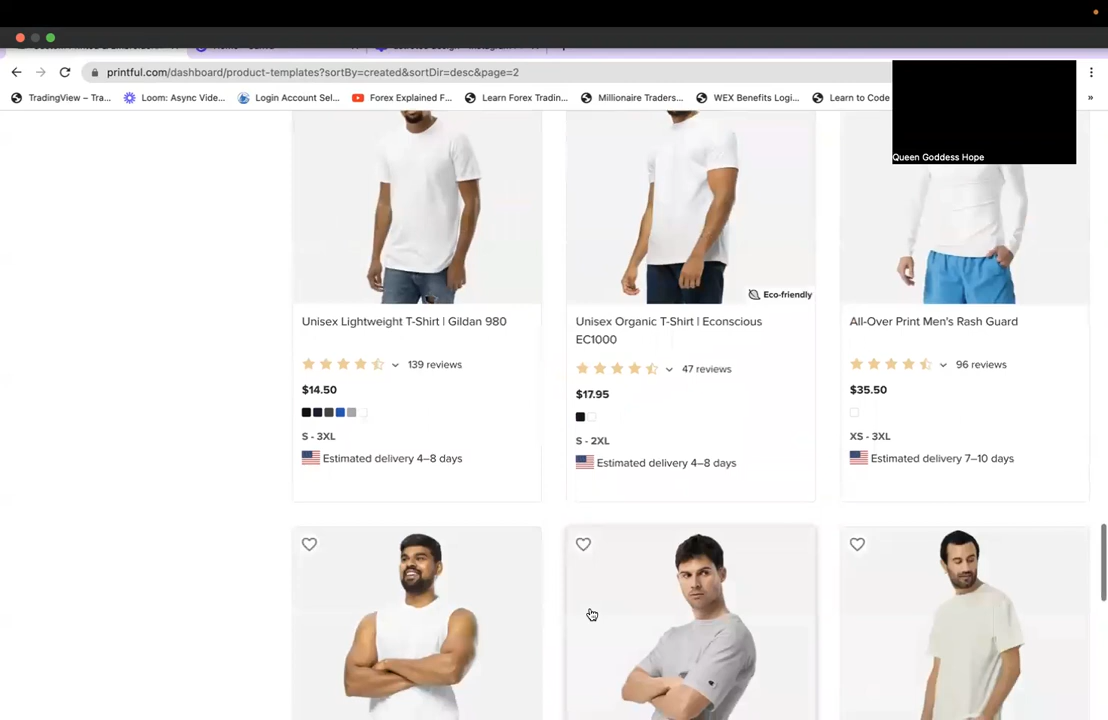 printful.com/dashboard/product-templates?sortBy=created&sortDir=desc&page=2
TradingView – Tra...
Loom: Async Vide...
Login Account Sel...
Forex Explained F...
Learn Forex Tradin...
Millionaire Traders...
WEX Benefits Logi...
Learn to Code
»
Queen Goddess Hope
Eco-friendly
Unisex Lightweight T-Shirt | Gildan 980
139 reviews
$14.50
S - 3XL
Estimated delivery 4–8 days
Unisex Organic T-Shirt | Econscious
EC1000
47 reviews
$17.95
S - 2XL
Estimated delivery 4–8 days
All-Over Print Men's Rash Guard
96 reviews
$35.50
XS - 3XL
Estimated delivery 7–10 days